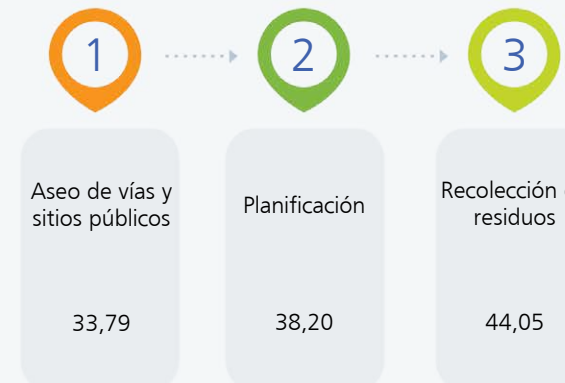 1
2
3
Aseo de vías y
sitios públicos
Planificación
Recolección
residuos
33,79
38,20
44,05